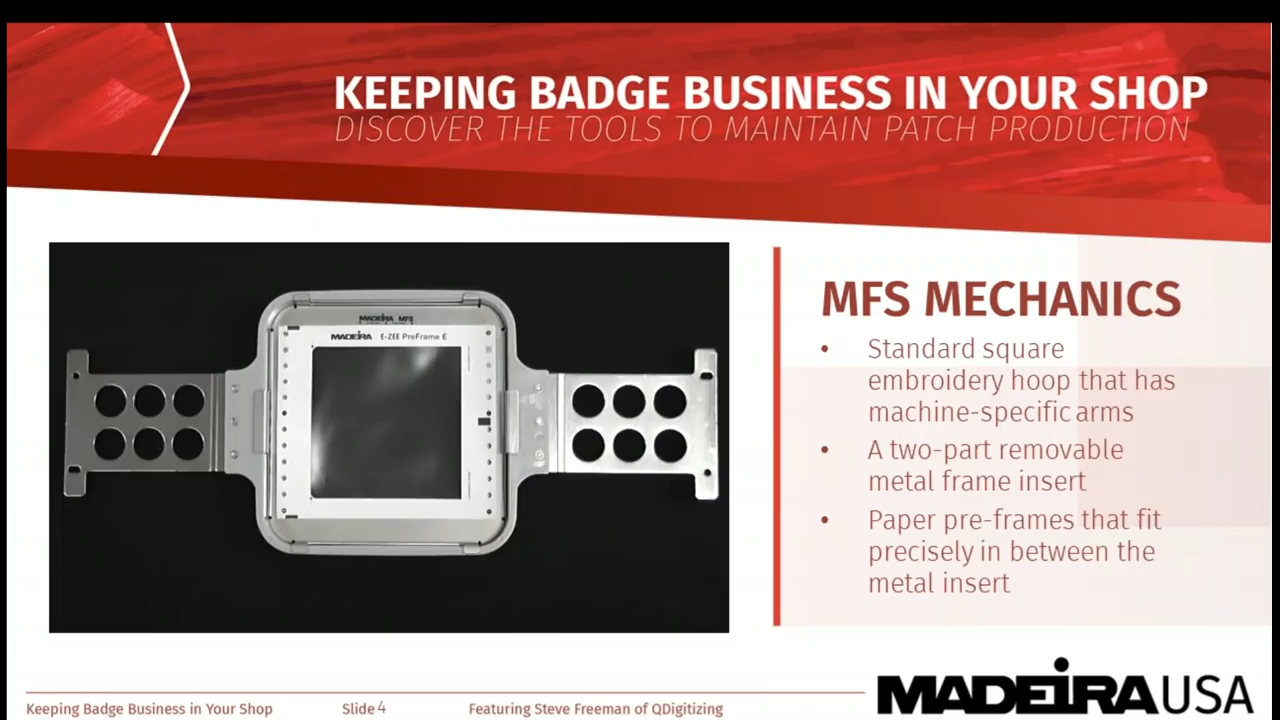 KEEPING BADGE BUSINESS IN YOUR SHOP
DISCOVER THE TOOLS TO MAINTAIN PATCH PRODUCTION
MADEIRA MFS
MADEIRA E-ZEE PreFrame E
MFS MECHANICS
• Standard square
embroidery hoop that has
machine-specific arms
• A two-part removable
metal frame insert
• Paper pre-frames that fit
precisely in between the
metal insert
Keeping Badge Business in Your Shop
Slide 4
Featuring Steve Freeman of QDigitizing
MADEIRA USA